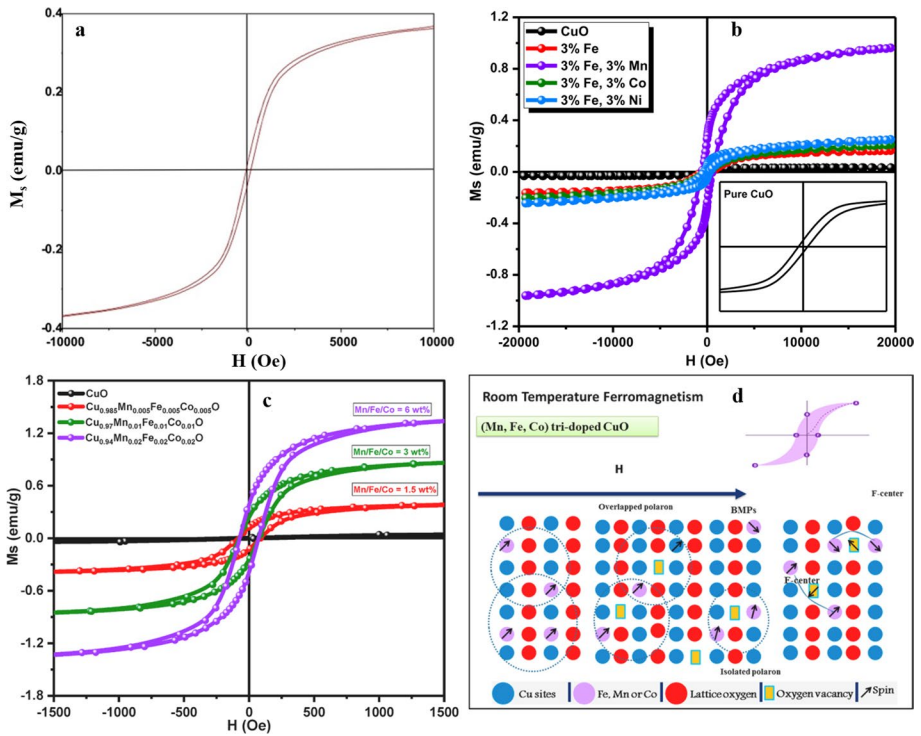 a
0.4
0.2
0.0
-0.2
-0.4
M_s (emu/g)
-10000 -5000 0 5000 10000
H (Oe)
b
CuO
3% Fe
3% Fe, 3% Mn
3% Fe, 3% Co
3% Fe, 3% Ni
1.2
0.8
0.4
0.0
-0.4
-0.8
-1.2
Ms (emu/g)
Pure CuO
-20000 -10000 0 10000 20000
H (Oe)
c
CuO
Cu0.985Mn0.005Fe0.005Co0.005O
Cu0.97Mn0.01Fe0.01Co0.01O
Cu0.94Mn0.02Fe0.02Co0.02O
Mn/Fe/Co = 6 wt%
Mn/Fe/Co = 3 wt%
Mn/Fe/Co = 1.5 wt%
1.8
1.2
0.6
0.0
-0.6
-1.2
-1.8
Ms (emu/g)
-1500 -1000 -500 0 500 1000 1500
H (Oe)
Room Temperature Ferromagnetism
d
(Mn, Fe, Co) tri-doped CuO
H
F-center
Overlapped polaron
BMPs
F-center
Isolated polaron
Cu sites
Fe, Mn or Co
Lattice oxygen
Oxygen vacancy
Spin